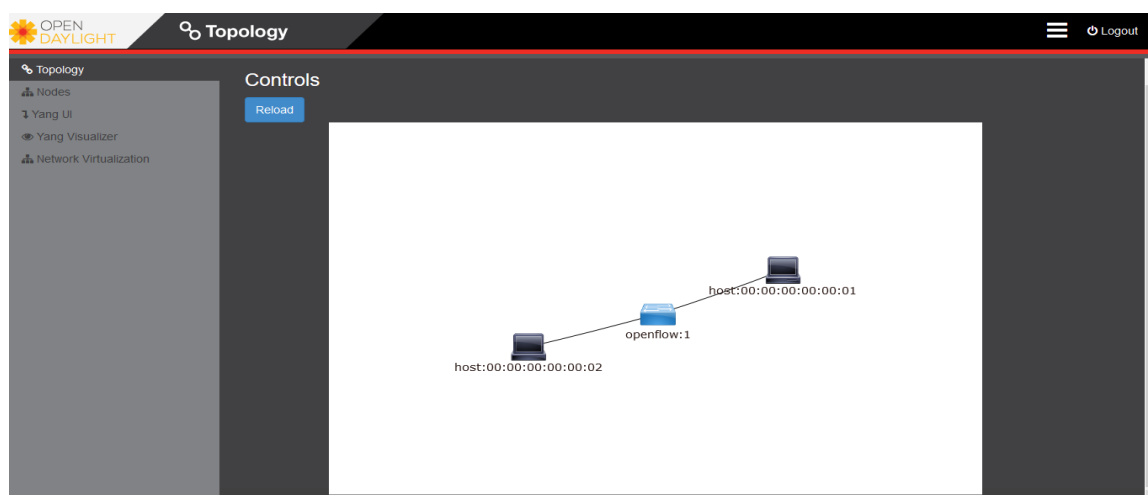 OPEN
DAYLIGHT
Topology
Logout
Topology
Nodes
Yang UI
Yang Visualizer
Network Virtualization
Controls
Reload
host:00:00:00:00:00:01
openflow:1
host:00:00:00:00:00:02